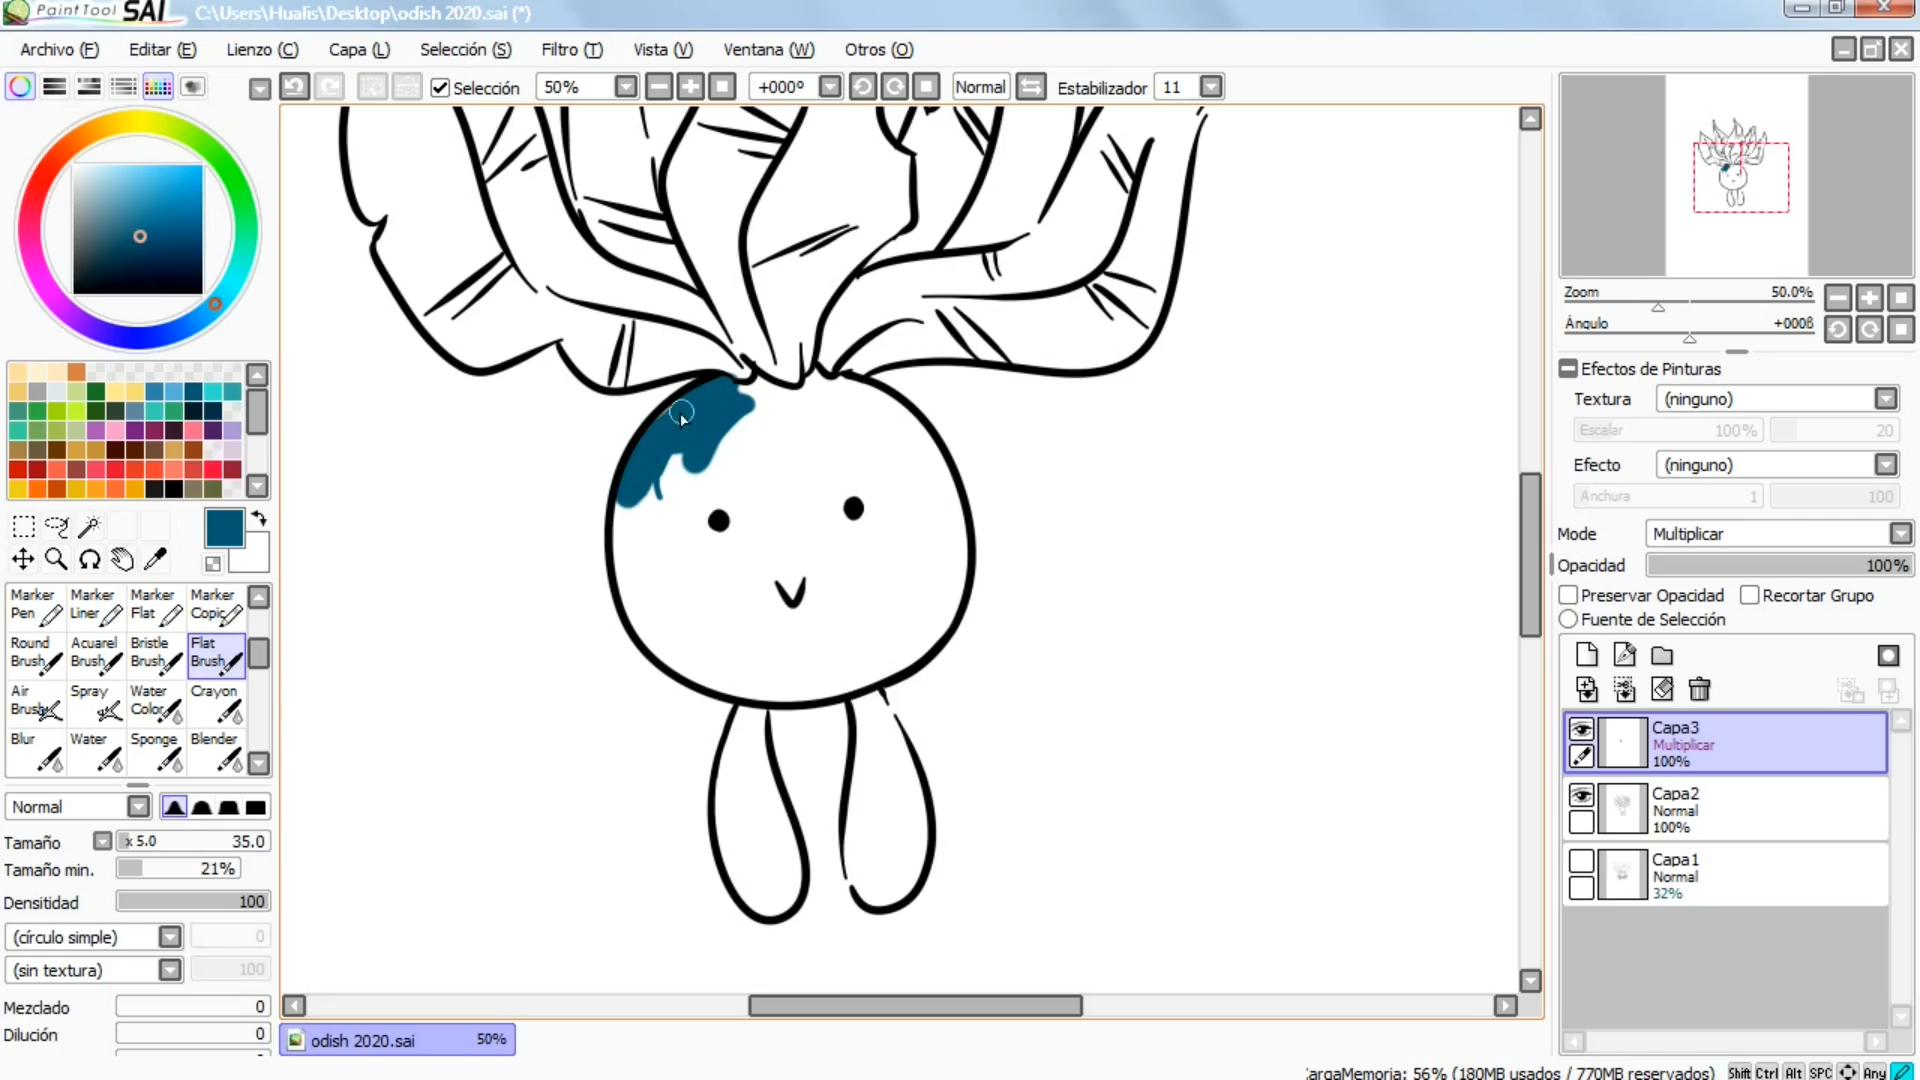 PaintTool SAI C:\Users\Hualis\Desktop\odish 2020.sai (*)
Archivo (F) Editar (E) Lienzo (C) Capa (L) Selección (S) Filtro (T) Vista (V) Ventana (W) Otros (O)
Selección 50% +000º Normal Estabilizador 11
Zoom 50.0%
Ángulo +000ß
Efectos de Pinturas
Textura (ninguno)
Escalar 100% 20
Efecto (ninguno)
Anchura 1 100
Mode Multiplicar
Opacidad 100%
Preservar Opacidad Recortar Grupo
Fuente de Selección
Capa3
Multiplicar
100%
Capa2
Normal
100%
Capa1
Normal
32%
Marker Pen Marker Liner Marker Flat Marker Copic
Round Brush Acuarel Brush Bristle Brush Flat Brush
Air Brush Spray Water Color Crayon
Blur Water Sponge Blender
Normal
Tamaño x 5.0 35.0
Tamaño min. 21%
Densitidad 100
(círculo simple) 0
(sin textura) 100
Mezclado 0
Dilución 0
odish 2020.sai 50%
argaMemoria: 56% (180MB usados / 770MB reservados) Shift Ctrl Alt SPC Any